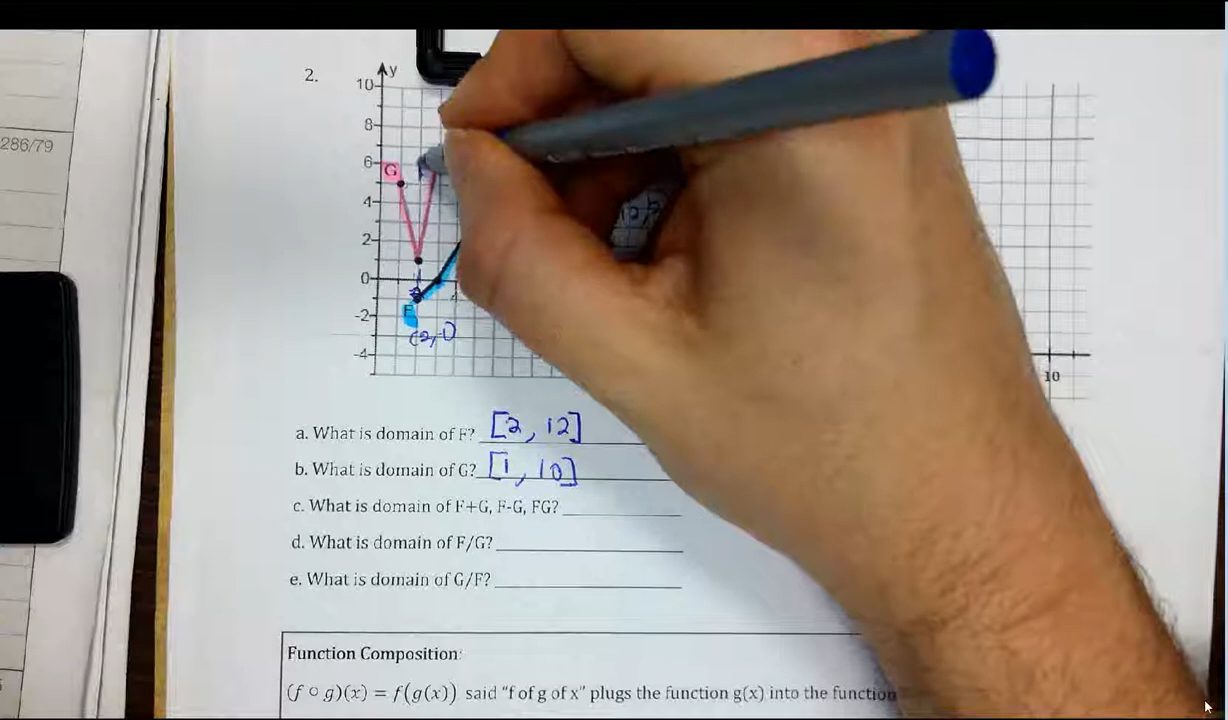 286/79
2.
y
10
8
6
G
4
2
0
-2
F
(2,-1)
-4
10
a. What is domain of F? [2, 12]
b. What is domain of G? [1, 10]
c. What is domain of F+G, F-G, FG?
d. What is domain of F/G?
e. What is domain of G/F?
Function Composition:
(f ∘ g)(x) = f(g(x)) said "f of g of x" plugs the function g(x) into the function